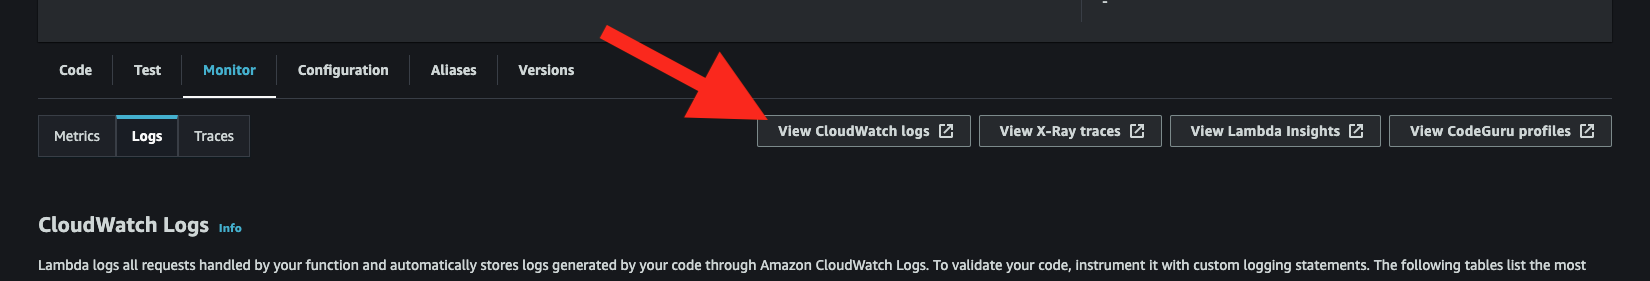 -
Code Test Monitor Configuration Aliases Versions
Metrics Logs Traces View CloudWatch logs View X-Ray traces View Lambda Insights View CodeGuru profiles
CloudWatch Logs Info
Lambda logs all requests handled by your function and automatically stores logs generated by your code through Amazon CloudWatch Logs. To validate your code, instrument it with custom logging statements. The following tables list the most